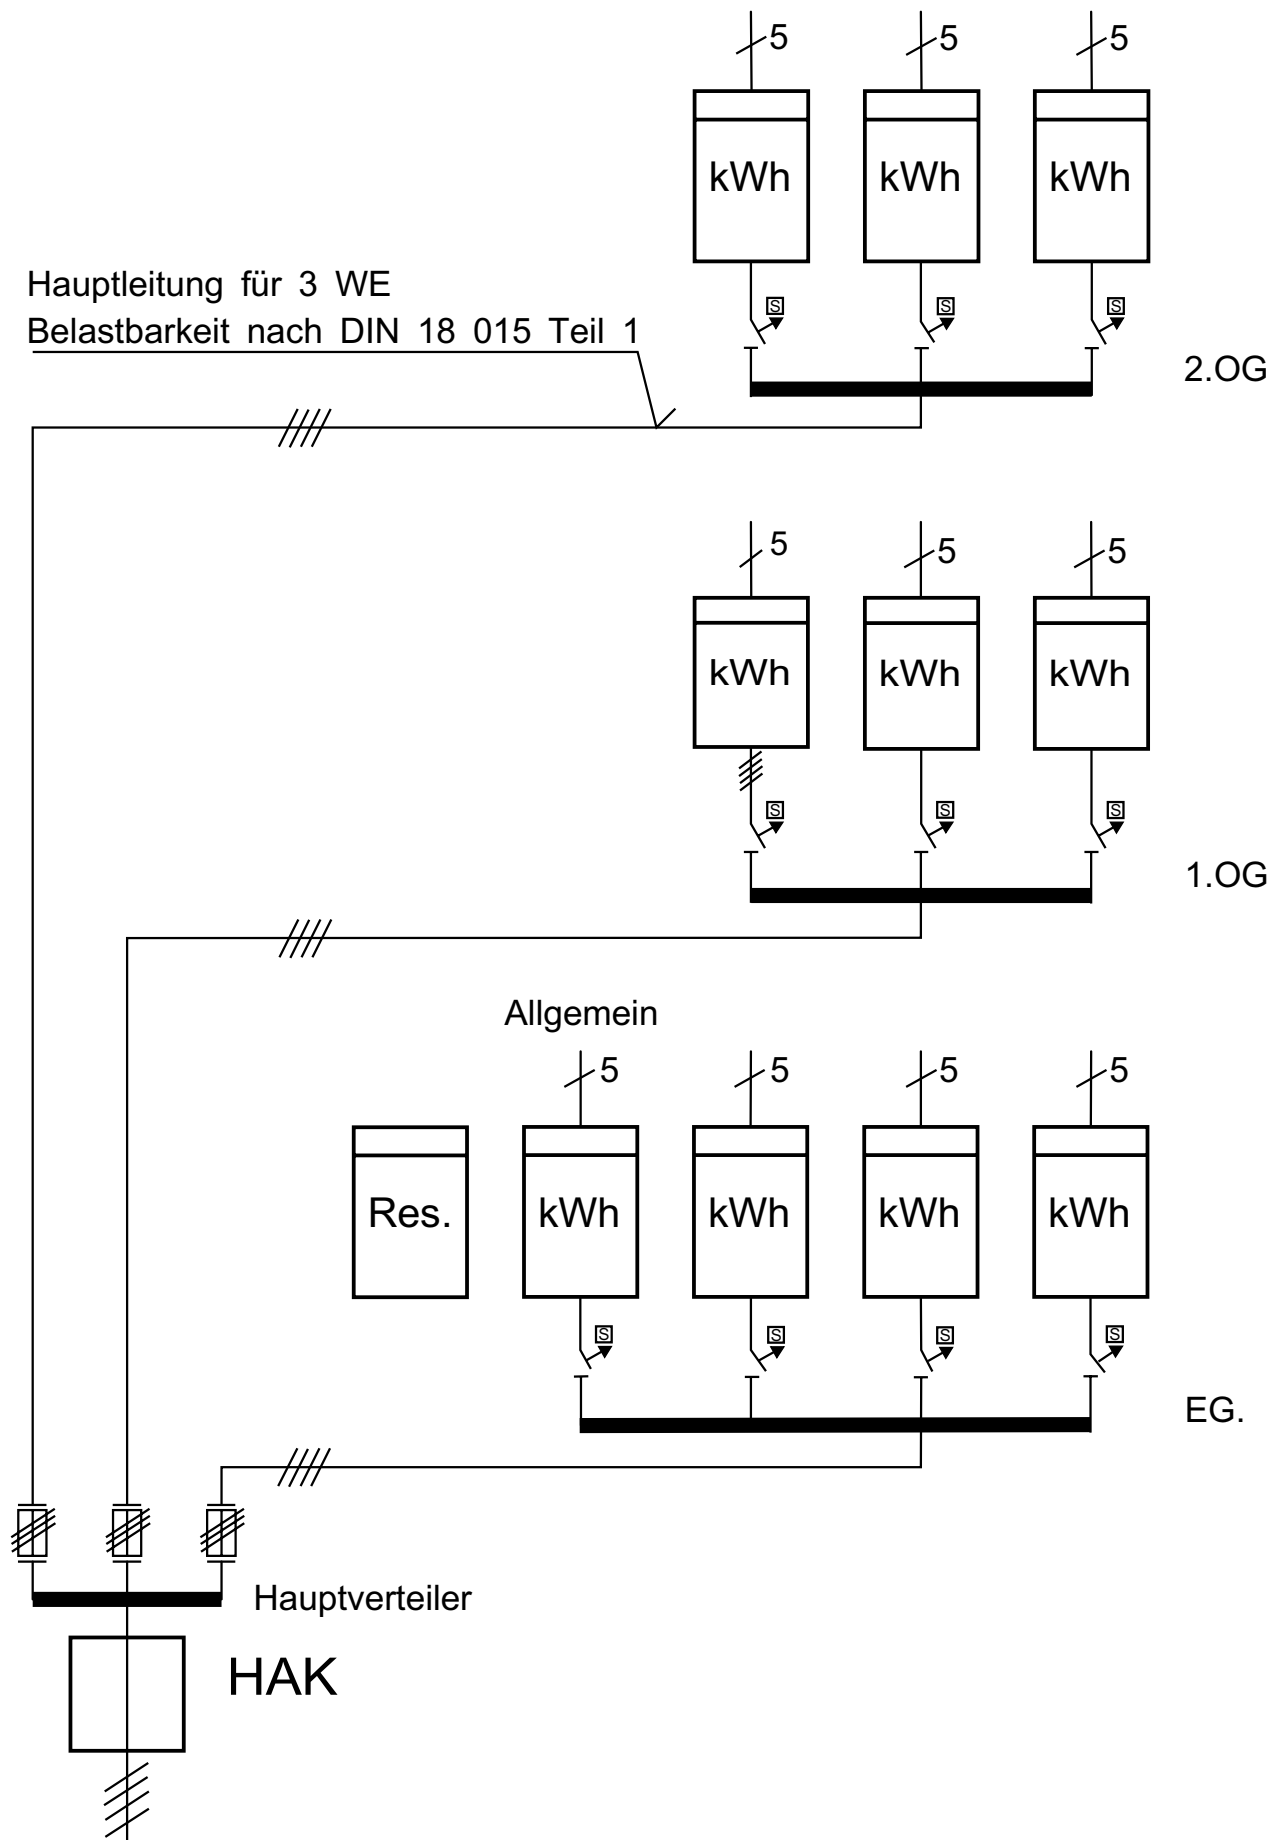 5 5 5
kWh kWh kWh
Hauptleitung für 3 WE
S S S
Belastbarkeit nach DIN 18 015 Teil 1
2.OG
5 5 5
kWh kWh kWh
S S S
1.OG
Allgemein
5 5 5 5
Res. kWh kWh kWh kWh
S S S S
EG.
Hauptverteiler
HAK